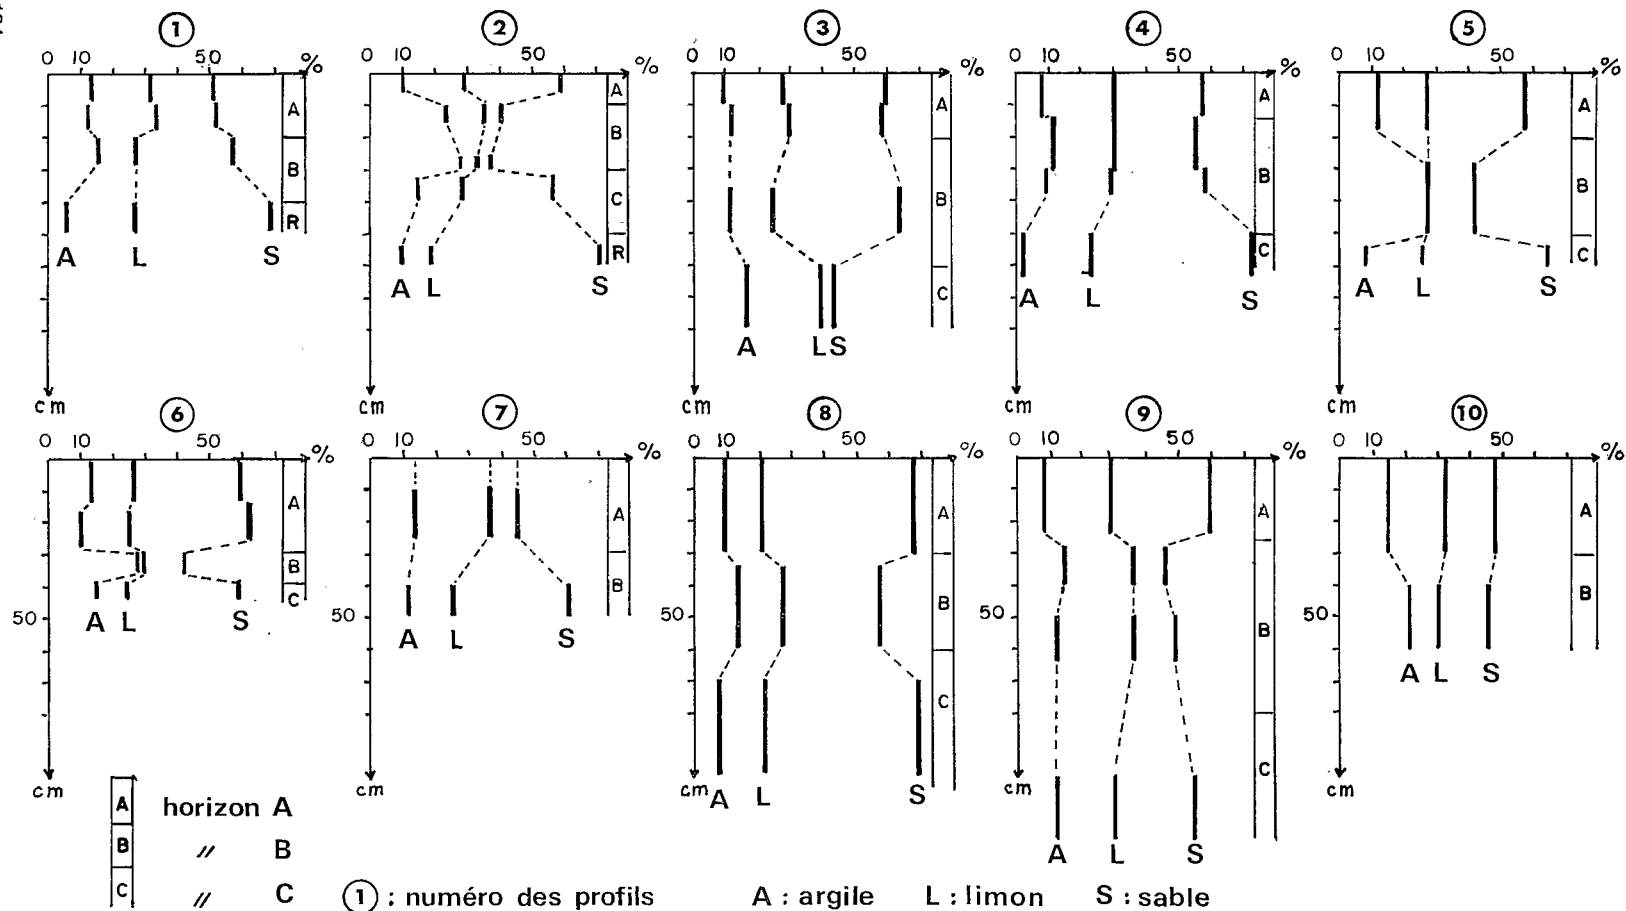 1 2 3 4 5
0 10 50 % 0 10 50 % 0 10 50 % 0 10 50 % 0 10 50 %
A A A A A
B B B B B
R C C C C
R
A L S A L S A L S A L S A L S
cm cm cm cm cm
6 7 8 9 10
0 10 50 % 0 10 50 % 0 10 50 % 0 10 50 % 0 10 50 %
A A A A A
B B B B B
C C C
50 50 50 50 50
A L S A L S A L S A L S A L S
cm cm cm cm cm
A horizon A
B 〃 B
C 〃 C
1 : numéro des profils A : argile L : limon S : sable